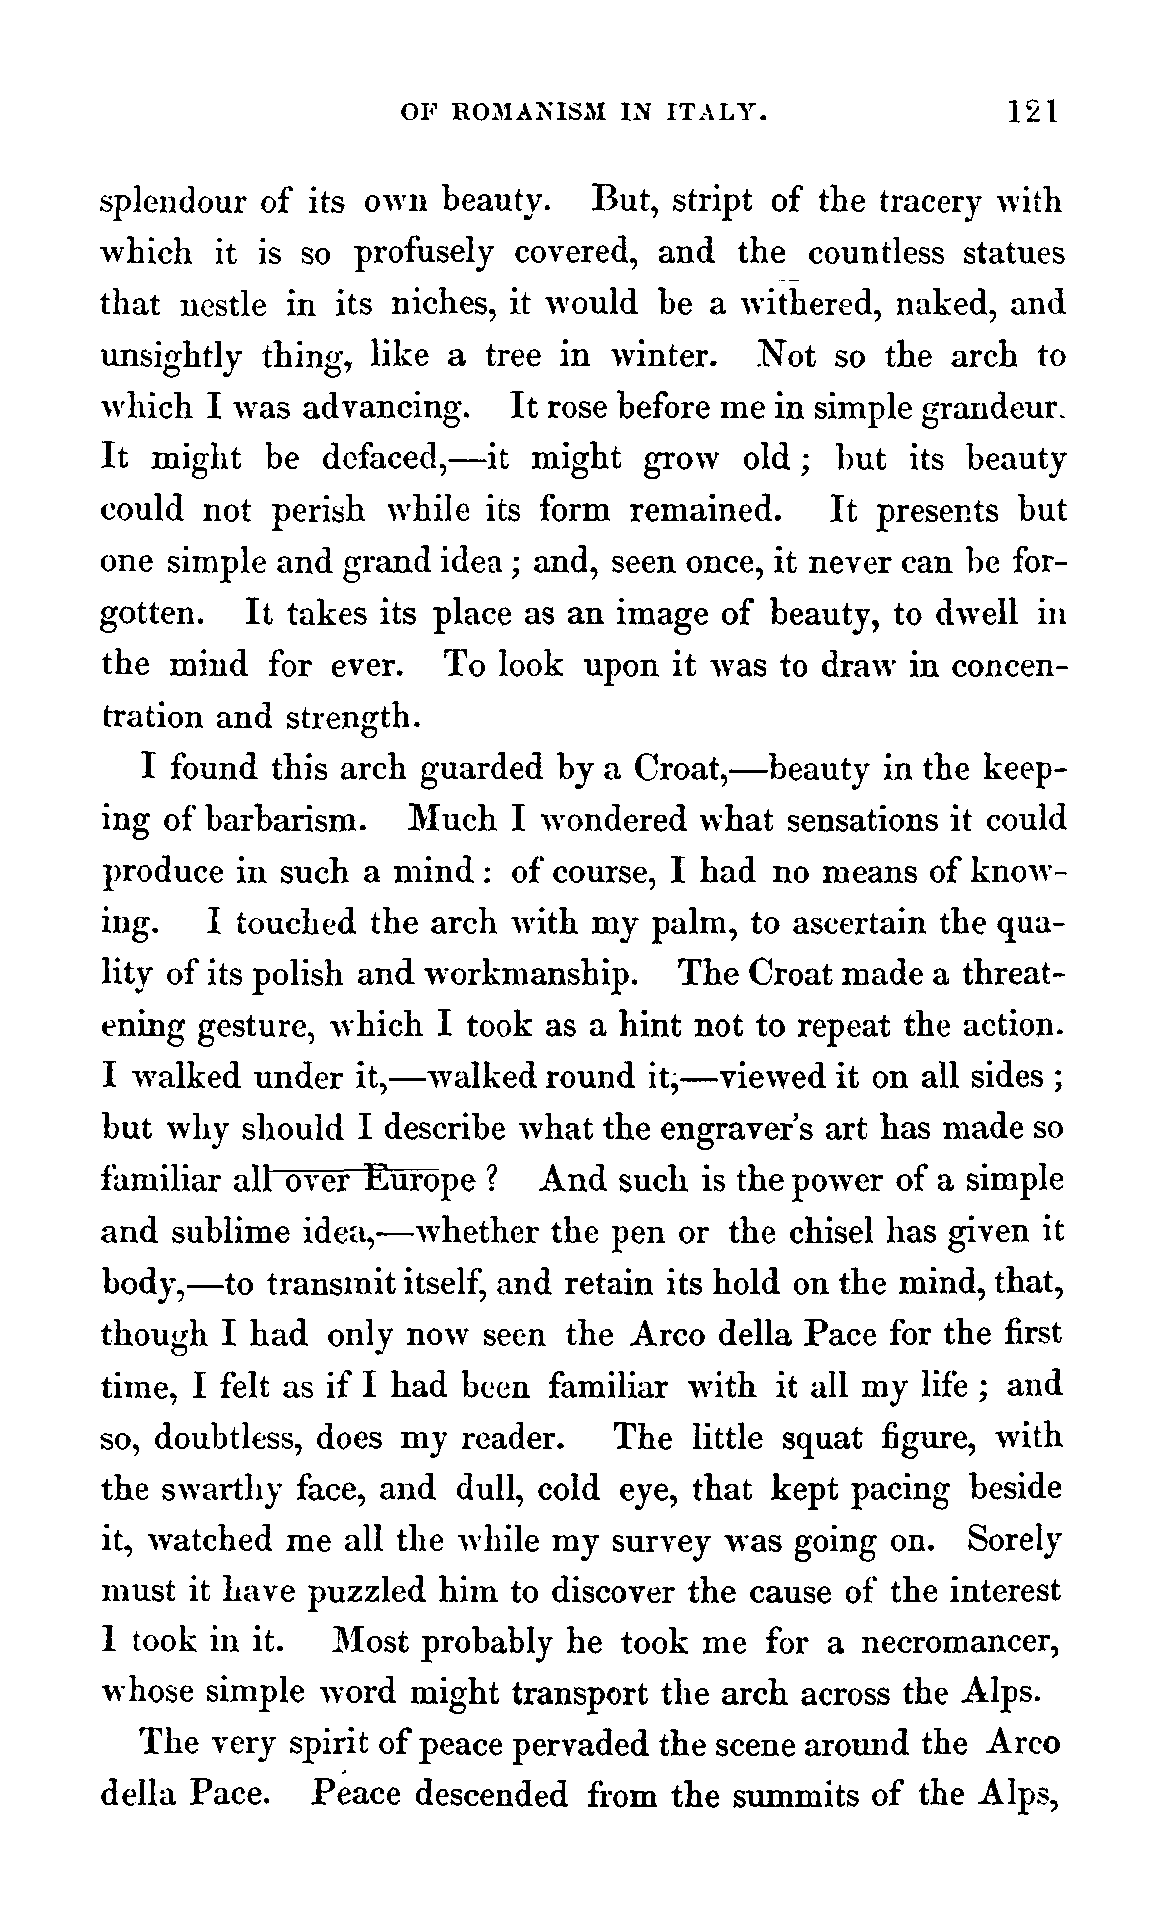 OF ROMANISM IN ITALY. 121
splendour of its own beauty. But, stript of the tracery with
which it is so profusely covered, and the countless statues
that nestle in its niches, it would be a withered, naked, and
unsightly thing, like a tree in winter. Not so the arch to
which I was advancing. It rose before me in simple grandeur.
It might be defaced,—it might grow old ; but its beauty
could not perish while its form remained. It presents but
one simple and grand idea ; and, seen once, it never can be for-
gotten. It takes its place as an image of beauty, to dwell in
the mind for ever. To look upon it was to draw in concen-
tration and strength.
I found this arch guarded by a Croat,—beauty in the keep-
ing of barbarism. Much I wondered what sensations it could
produce in such a mind : of course, I had no means of know-
ing. I touched the arch with my palm, to ascertain the qua-
lity of its polish and workmanship. The Croat made a threat-
ening gesture, which I took as a hint not to repeat the action.
I walked under it,—walked round it,—viewed it on all sides ;
but why should I describe what the engraver's art has made so
familiar all over Europe ? And such is the power of a simple
and sublime idea,—whether the pen or the chisel has given it
body,—to transmit itself, and retain its hold on the mind, that,
though I had only now seen the Arco della Pace for the first
time, I felt as if I had been familiar with it all my life ; and
so, doubtless, does my reader. The little squat figure, with
the swarthy face, and dull, cold eye, that kept pacing beside
it, watched me all the while my survey was going on. Sorely
must it have puzzled him to discover the cause of the interest
I took in it. Most probably he took me for a necromancer,
whose simple word might transport the arch across the Alps.
The very spirit of peace pervaded the scene around the Arco
della Pace. Peace descended from the summits of the Alps,